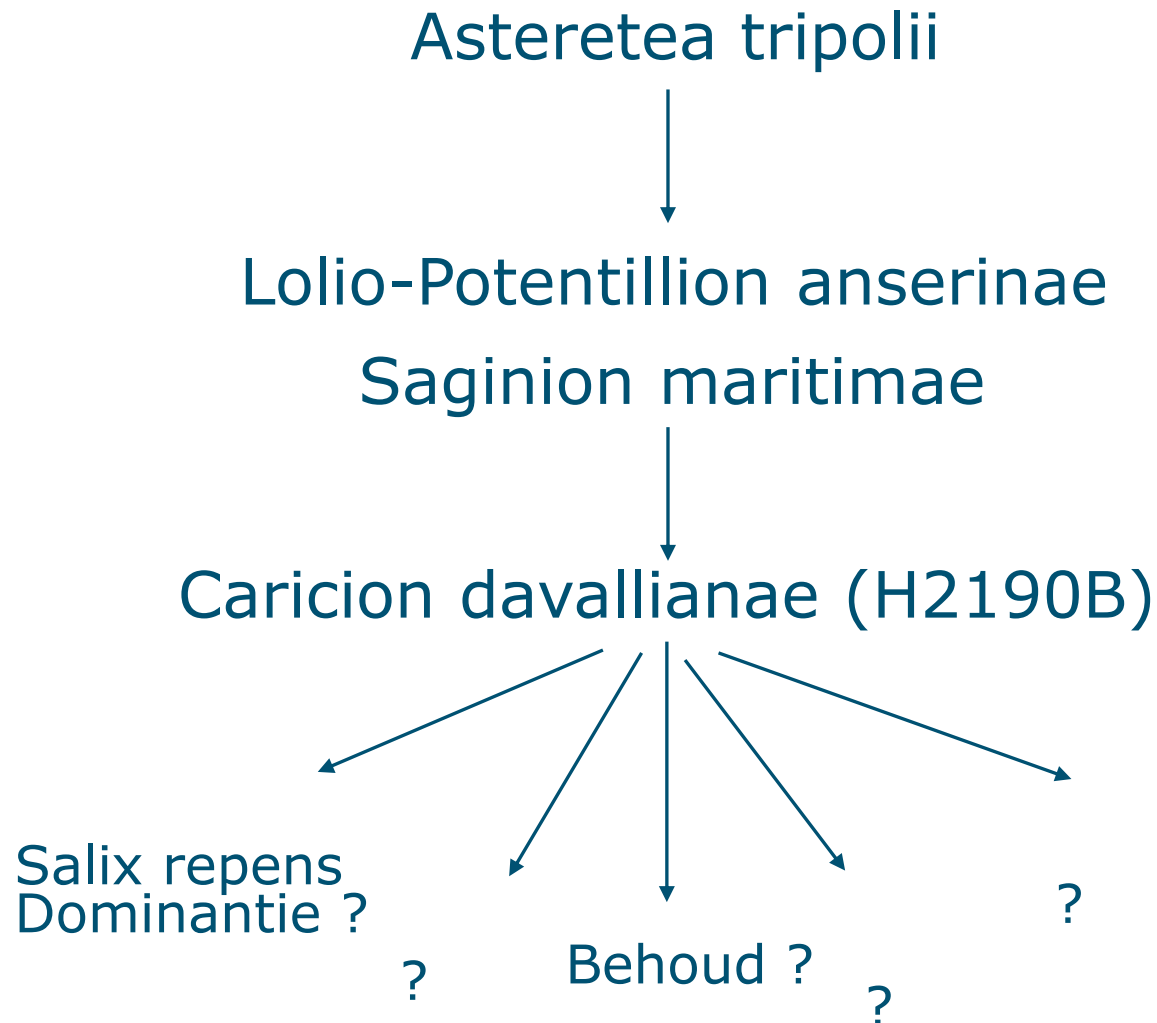 Asteretea tripolii
Lolio-Potentillion anserinae
Saginion maritimae
Caricion davallianae (H2190B)
Salix repens
Dominantie ?
?
Behoud ?
?
?